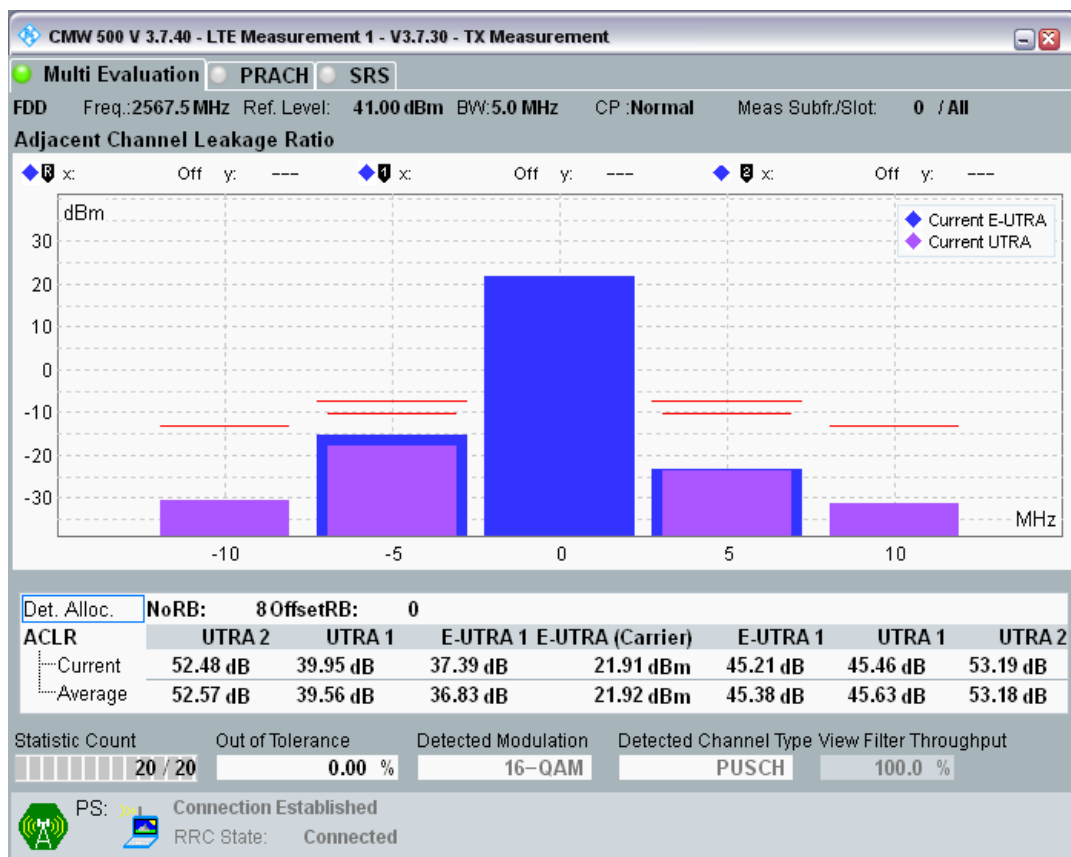 CMW 500 V 3.7.40 - LTE Measurement 1 - V3.7.30 - TX Measurement
Multi Evaluation PRACH SRS
FDD Freq.:2567.5 MHz Ref. Level: 41.00 dBm BW:5.0 MHz CP :Normal Meas Subfr./Slot: 0 / All
Adjacent Channel Leakage Ratio
R x: Off y: --- 1 x: Off y: --- 2 x: Off y: ---
dBm
Current E-UTRA
Current UTRA
30
20
10
0
-10
-20
-30
MHz
-10 -5 0 5 10
Det. Alloc. NoRB: 8 OffsetRB: 0
ACLR UTRA 2 UTRA 1 E-UTRA 1 E-UTRA (Carrier) E-UTRA 1 UTRA 1 UTRA 2
Current 52.48 dB 39.95 dB 37.39 dB 21.91 dBm 45.21 dB 45.46 dB 53.19 dB
Average 52.57 dB 39.56 dB 36.83 dB 21.92 dBm 45.38 dB 45.63 dB 53.18 dB
Statistic Count Out of Tolerance Detected Modulation Detected Channel Type View Filter Throughput
20 / 20 0.00 % 16-QAM PUSCH 100.0 %
PS: Connection Established
RRC State: Connected